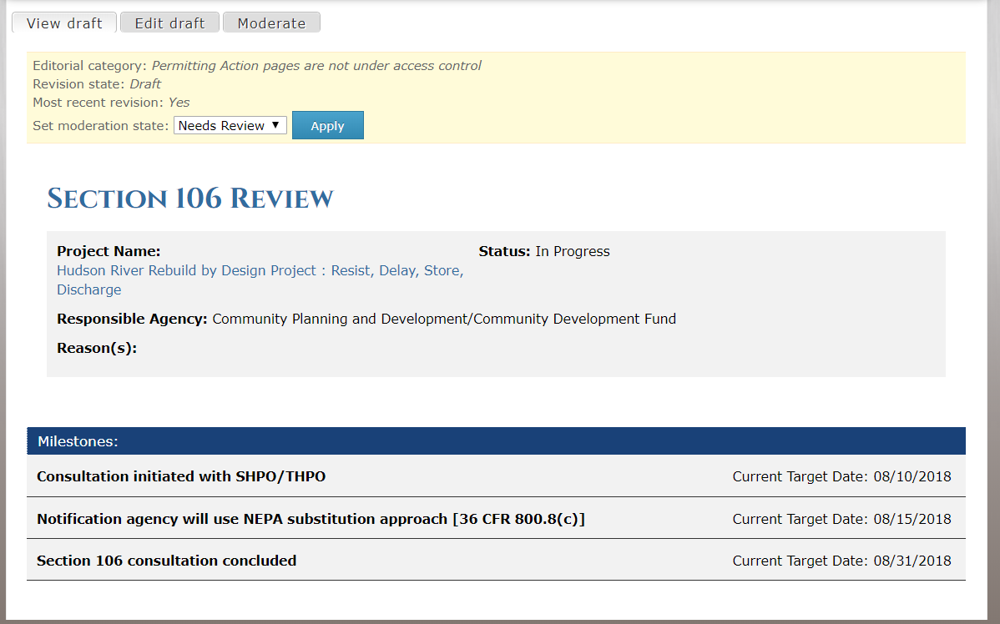 View draft Edit draft Moderate
Editorial category: Permitting Action pages are not under access control
Revision state: Draft
Most recent revision: Yes
Set moderation state: Needs Review ▼ Apply
Section 106 Review
Project Name: Status: In Progress
Hudson River Rebuild by Design Project : Resist, Delay, Store,
Discharge
Responsible Agency: Community Planning and Development/Community Development Fund
Reason(s):
Milestones:
Consultation initiated with SHPO/THPO Current Target Date: 08/10/2018
Notification agency will use NEPA substitution approach [36 CFR 800.8(c)] Current Target Date: 08/15/2018
Section 106 consultation concluded Current Target Date: 08/31/2018